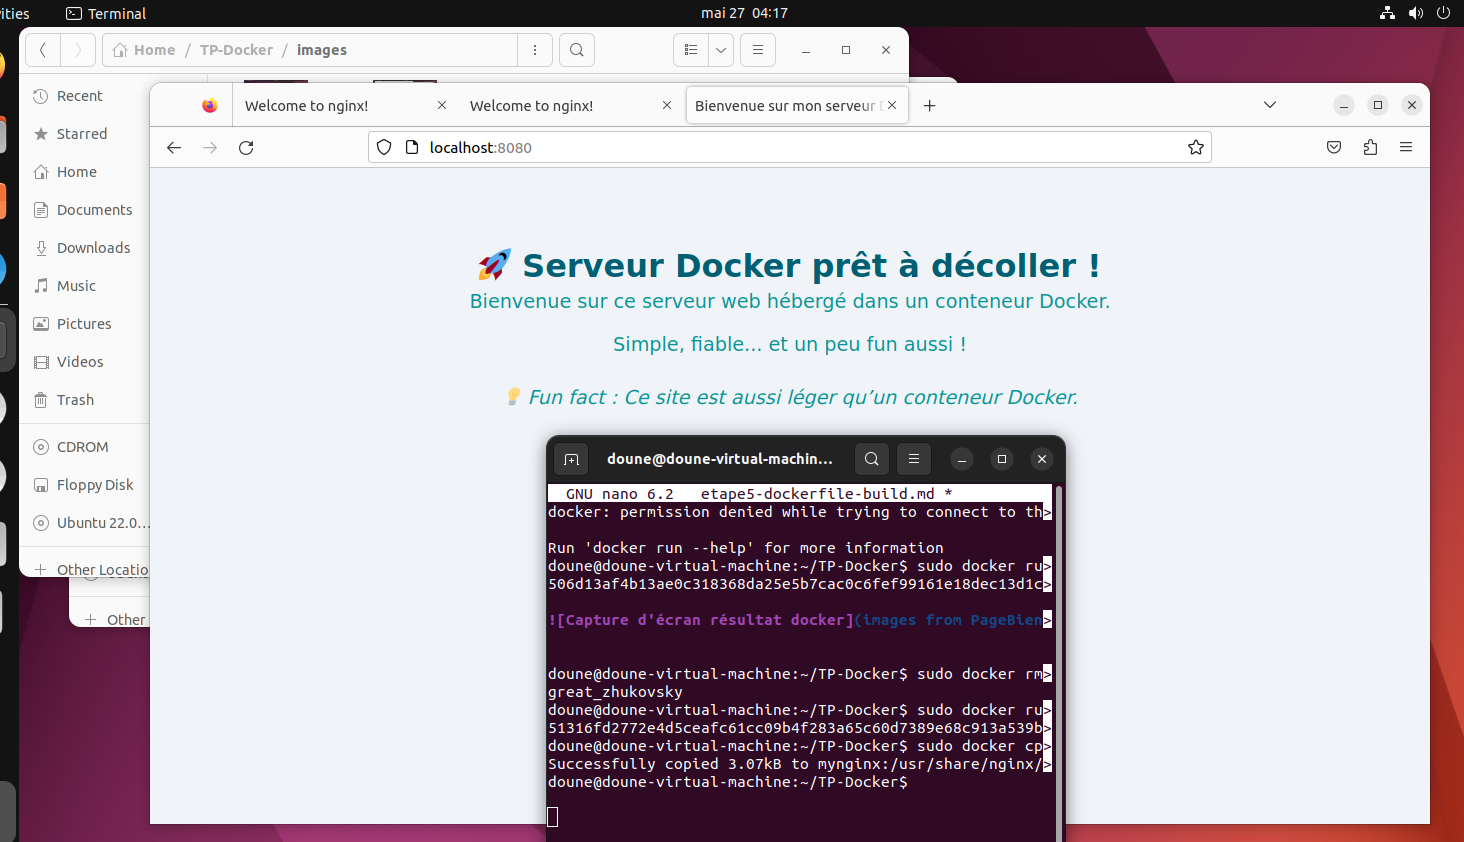 ities
Terminal
mai 27 04:17
Home / TP-Docker / images
Recent
Starred
Home
Documents
Downloads
Music
Pictures
Videos
Trash
CDROM
Floppy Disk
Ubuntu 22.0…
Other Locatio
Other
Welcome to nginx!
Welcome to nginx!
Bienvenue sur mon serveur D
localhost:8080
🚀 Serveur Docker prêt à décoller !
Bienvenue sur ce serveur web hébergé dans un conteneur Docker.
Simple, fiable... et un peu fun aussi !
💡 Fun fact : Ce site est aussi léger qu’un conteneur Docker.
doune@doune-virtual-machin...
GNU nano 6.2 etape5-dockerfile-build.md *
docker: permission denied while trying to connect to th>
Run 'docker run --help' for more information
doune@doune-virtual-machine:~/TP-Docker$ sudo docker ru>
506d13af4b13ae0c318368da25e5b7cac0c6fef99161e18dec13d1c>
![Capture d'écran résultat docker](images from PageBien>
doune@doune-virtual-machine:~/TP-Docker$ sudo docker rm>
great_zhukovsky
doune@doune-virtual-machine:~/TP-Docker$ sudo docker ru>
51316fd2772e4d5ceafc61cc09b4f283a65c60d7389e68c913a539b>
doune@doune-virtual-machine:~/TP-Docker$ sudo docker cp>
Successfully copied 3.07kB to mynginx:/usr/share/nginx/>
doune@doune-virtual-machine:~/TP-Docker$